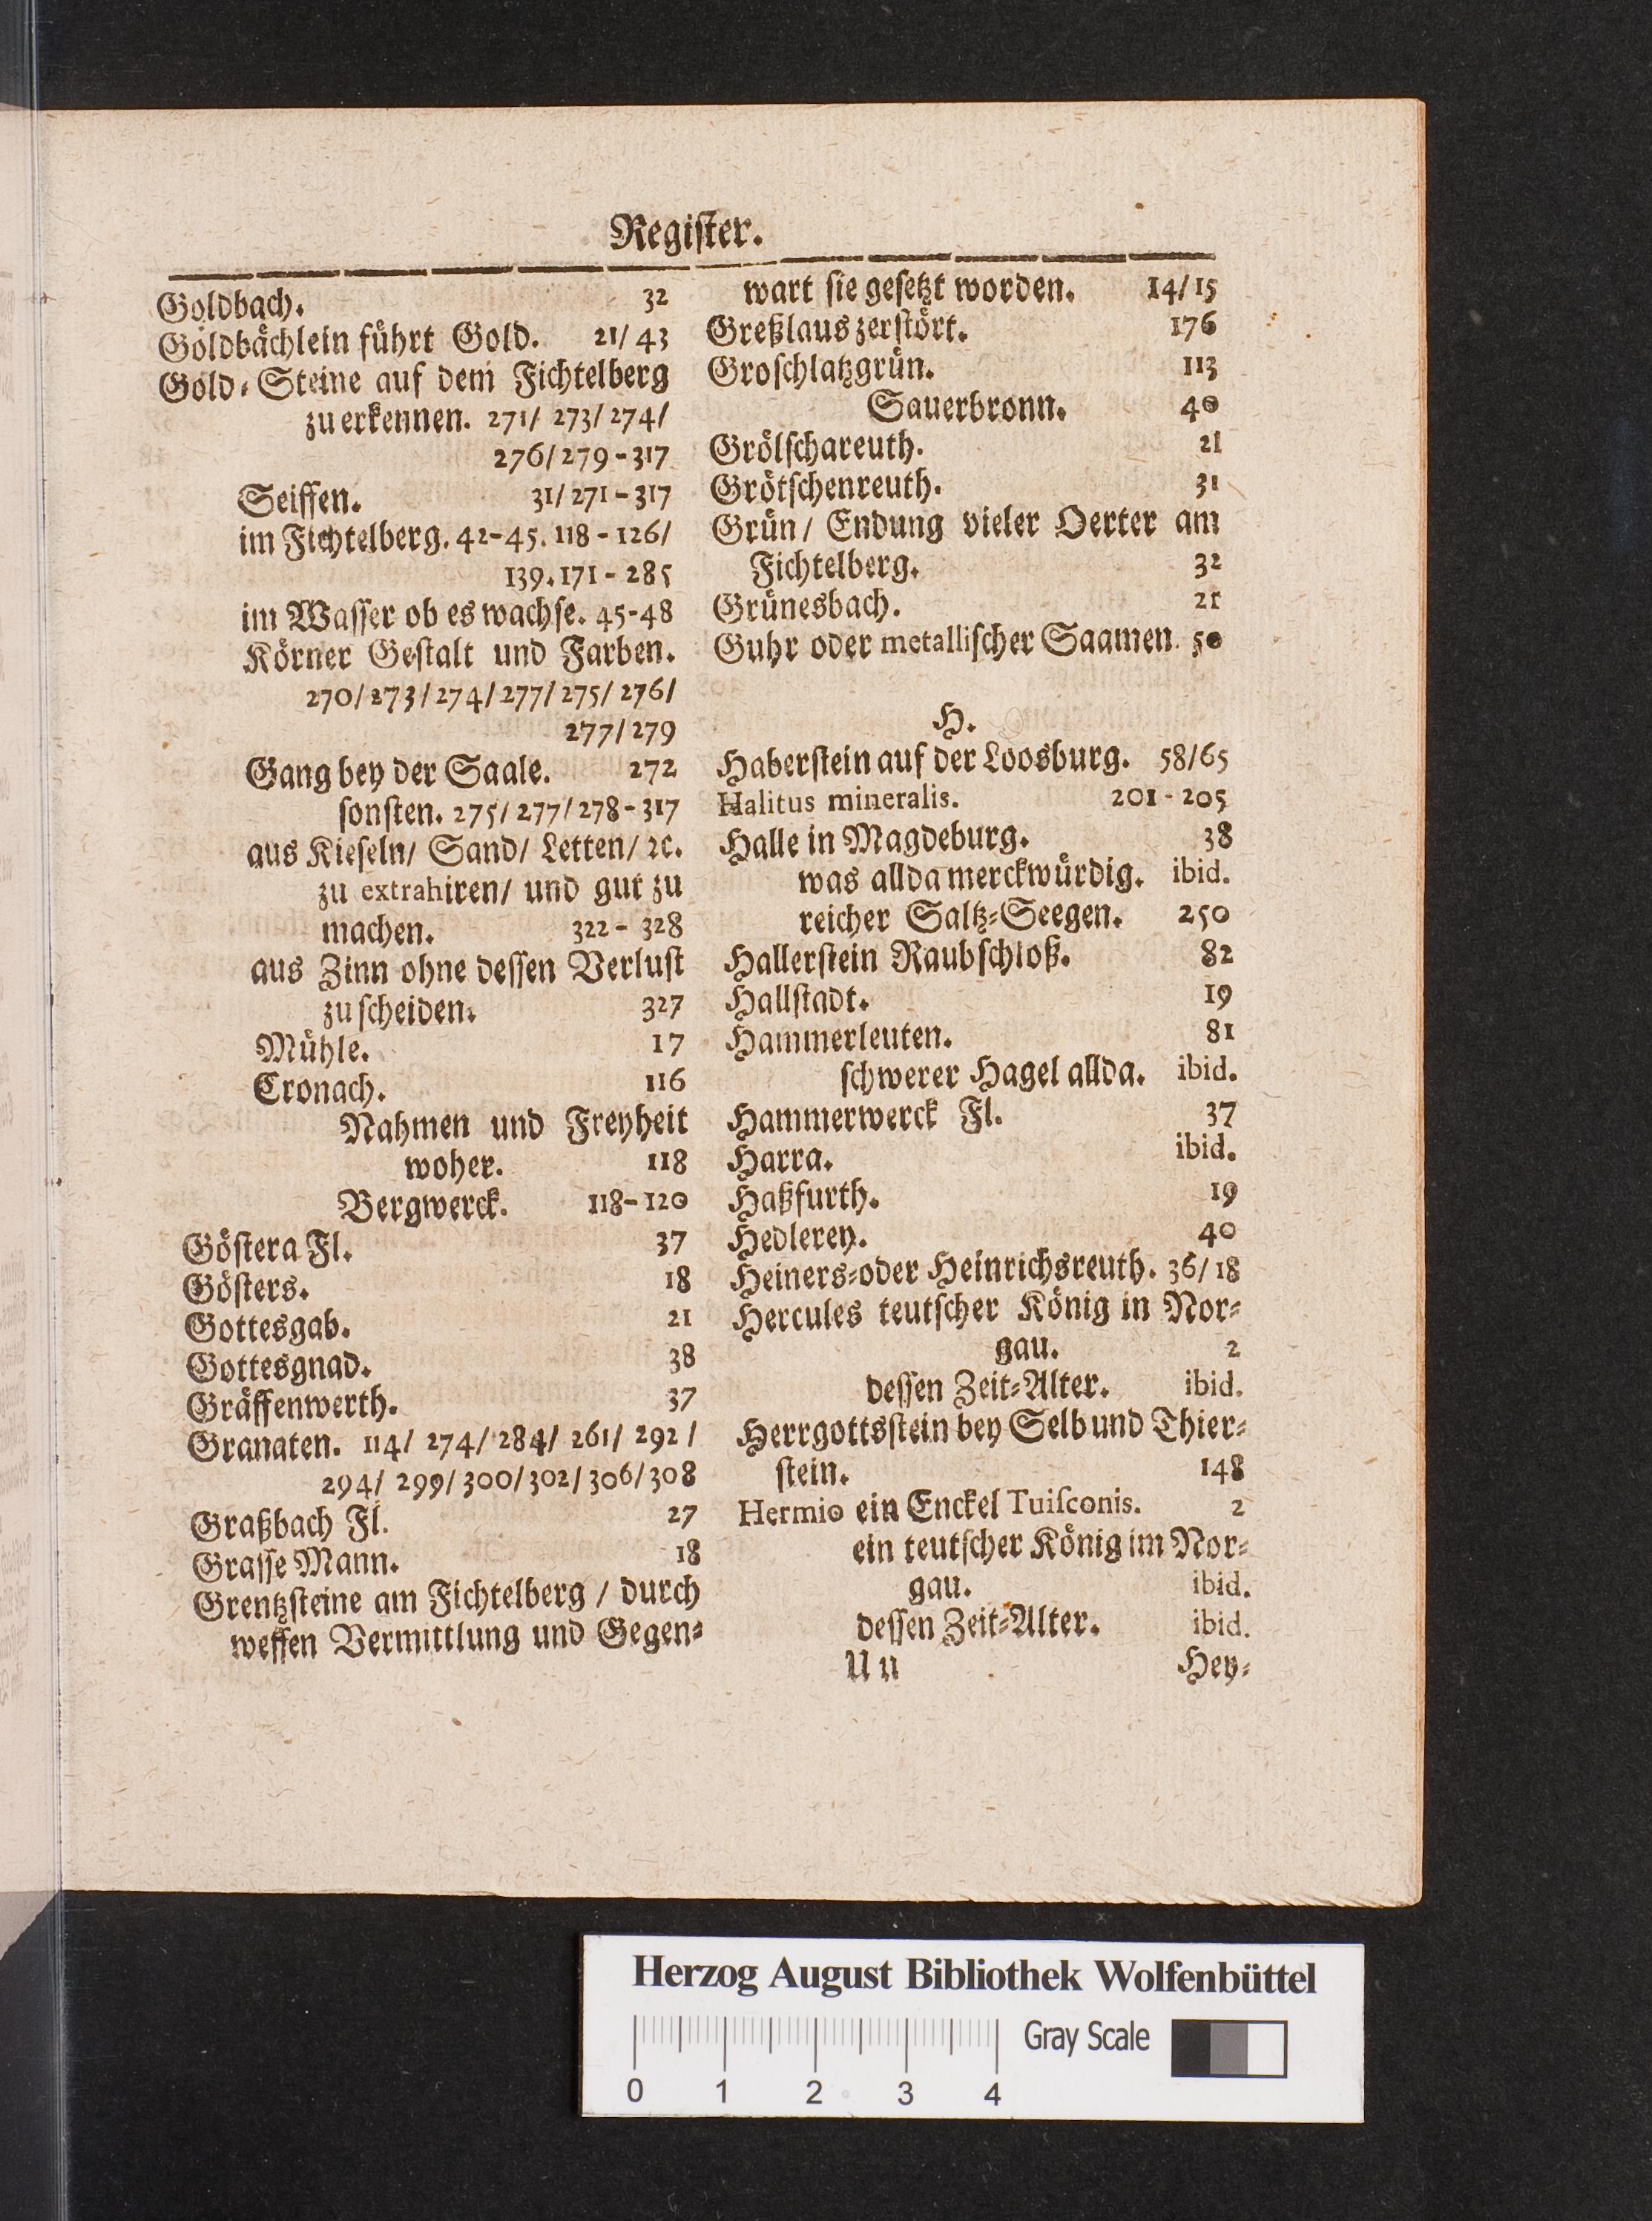 Register.
Goldbach. 32
Goldbächlein führt Gold. 21/43
Gold-Steine auf dem Fichtelberg
zu erkennen. 271/ 273/ 274/
276/ 279-317
Seiffen. 31/ 271-317
im Fichtelberg. 42-45. 118-126/
139. 171-285
im Wasser ob es wachse. 45-48
Körner Gestalt und Farben.
270/ 273/ 274/ 277/ 275/ 276/
277/ 279
Gang bey der Saale. 272
sonsten. 275/ 277/ 278-317
aus Kieseln/ Sand/ Letten/ ꝛc.
zu extrahiren/ und gut zu
machen. 322-328
aus Zinn ohne dessen Verlust
zu scheiden. 327
Mühle. 17
Cronach. 116
Nahmen und Freyheit
woher. 118
Bergwerck. 118-120
Göstera Fl. 37
Gösters. 18
Gottesgab. 21
Gottesgnad. 38
Gräffenwerth. 37
Granaten. 114/ 274/ 284/ 261/ 292/
294/ 299/ 300/ 302/ 306/ 308
Graßbach Fl. 27
Grasse Mann. 18
Grentzsteine am Fichtelberg / durch
weffen Vermittlung und Gegen-
wart sie gesetzt worden. 14/15
Greßlaus zerstört. 176
Groschlatzgrün. 113
Sauerbronn. 40
Grölschareuth. 21
Grötschenreuth. 31
Grün/ Endung vieler Oerter am
Fichtelberg. 32
Grünesbach. 21
Guhr oder metallischer Saamen. 50
H.
Haberstein auf der Loosburg. 58/65
Halitus mineralis. 201-205
Halle in Magdeburg. 38
was allda merckwürdig. ibid.
reicher Saltz-Seegen. 250
Hallerstein Raubschloß. 82
Hallstadt. 19
Hammerleuten. 81
schwerer Hagel allda. ibid.
Hammerwerck Fl. 37
Harra. ibid.
Haßfurth. 19
Hedlerey. 40
Heiners-oder Heinrichsreuth. 36/18
Hercules teutscher König in Nor-
gau. 2
dessen Zeit-Alter. ibid.
Herrgottsstein bey Selb und Thier-
stein. 148
Hermio ein Enckel Tuisconis. 2
ein teutscher König im Nor-
gau. ibid.
dessen Zeit-Alter. ibid.
Uu Hey-
Herzog August Bibliothek Wolfenbüttel
Gray Scale
0 1 2 3 4